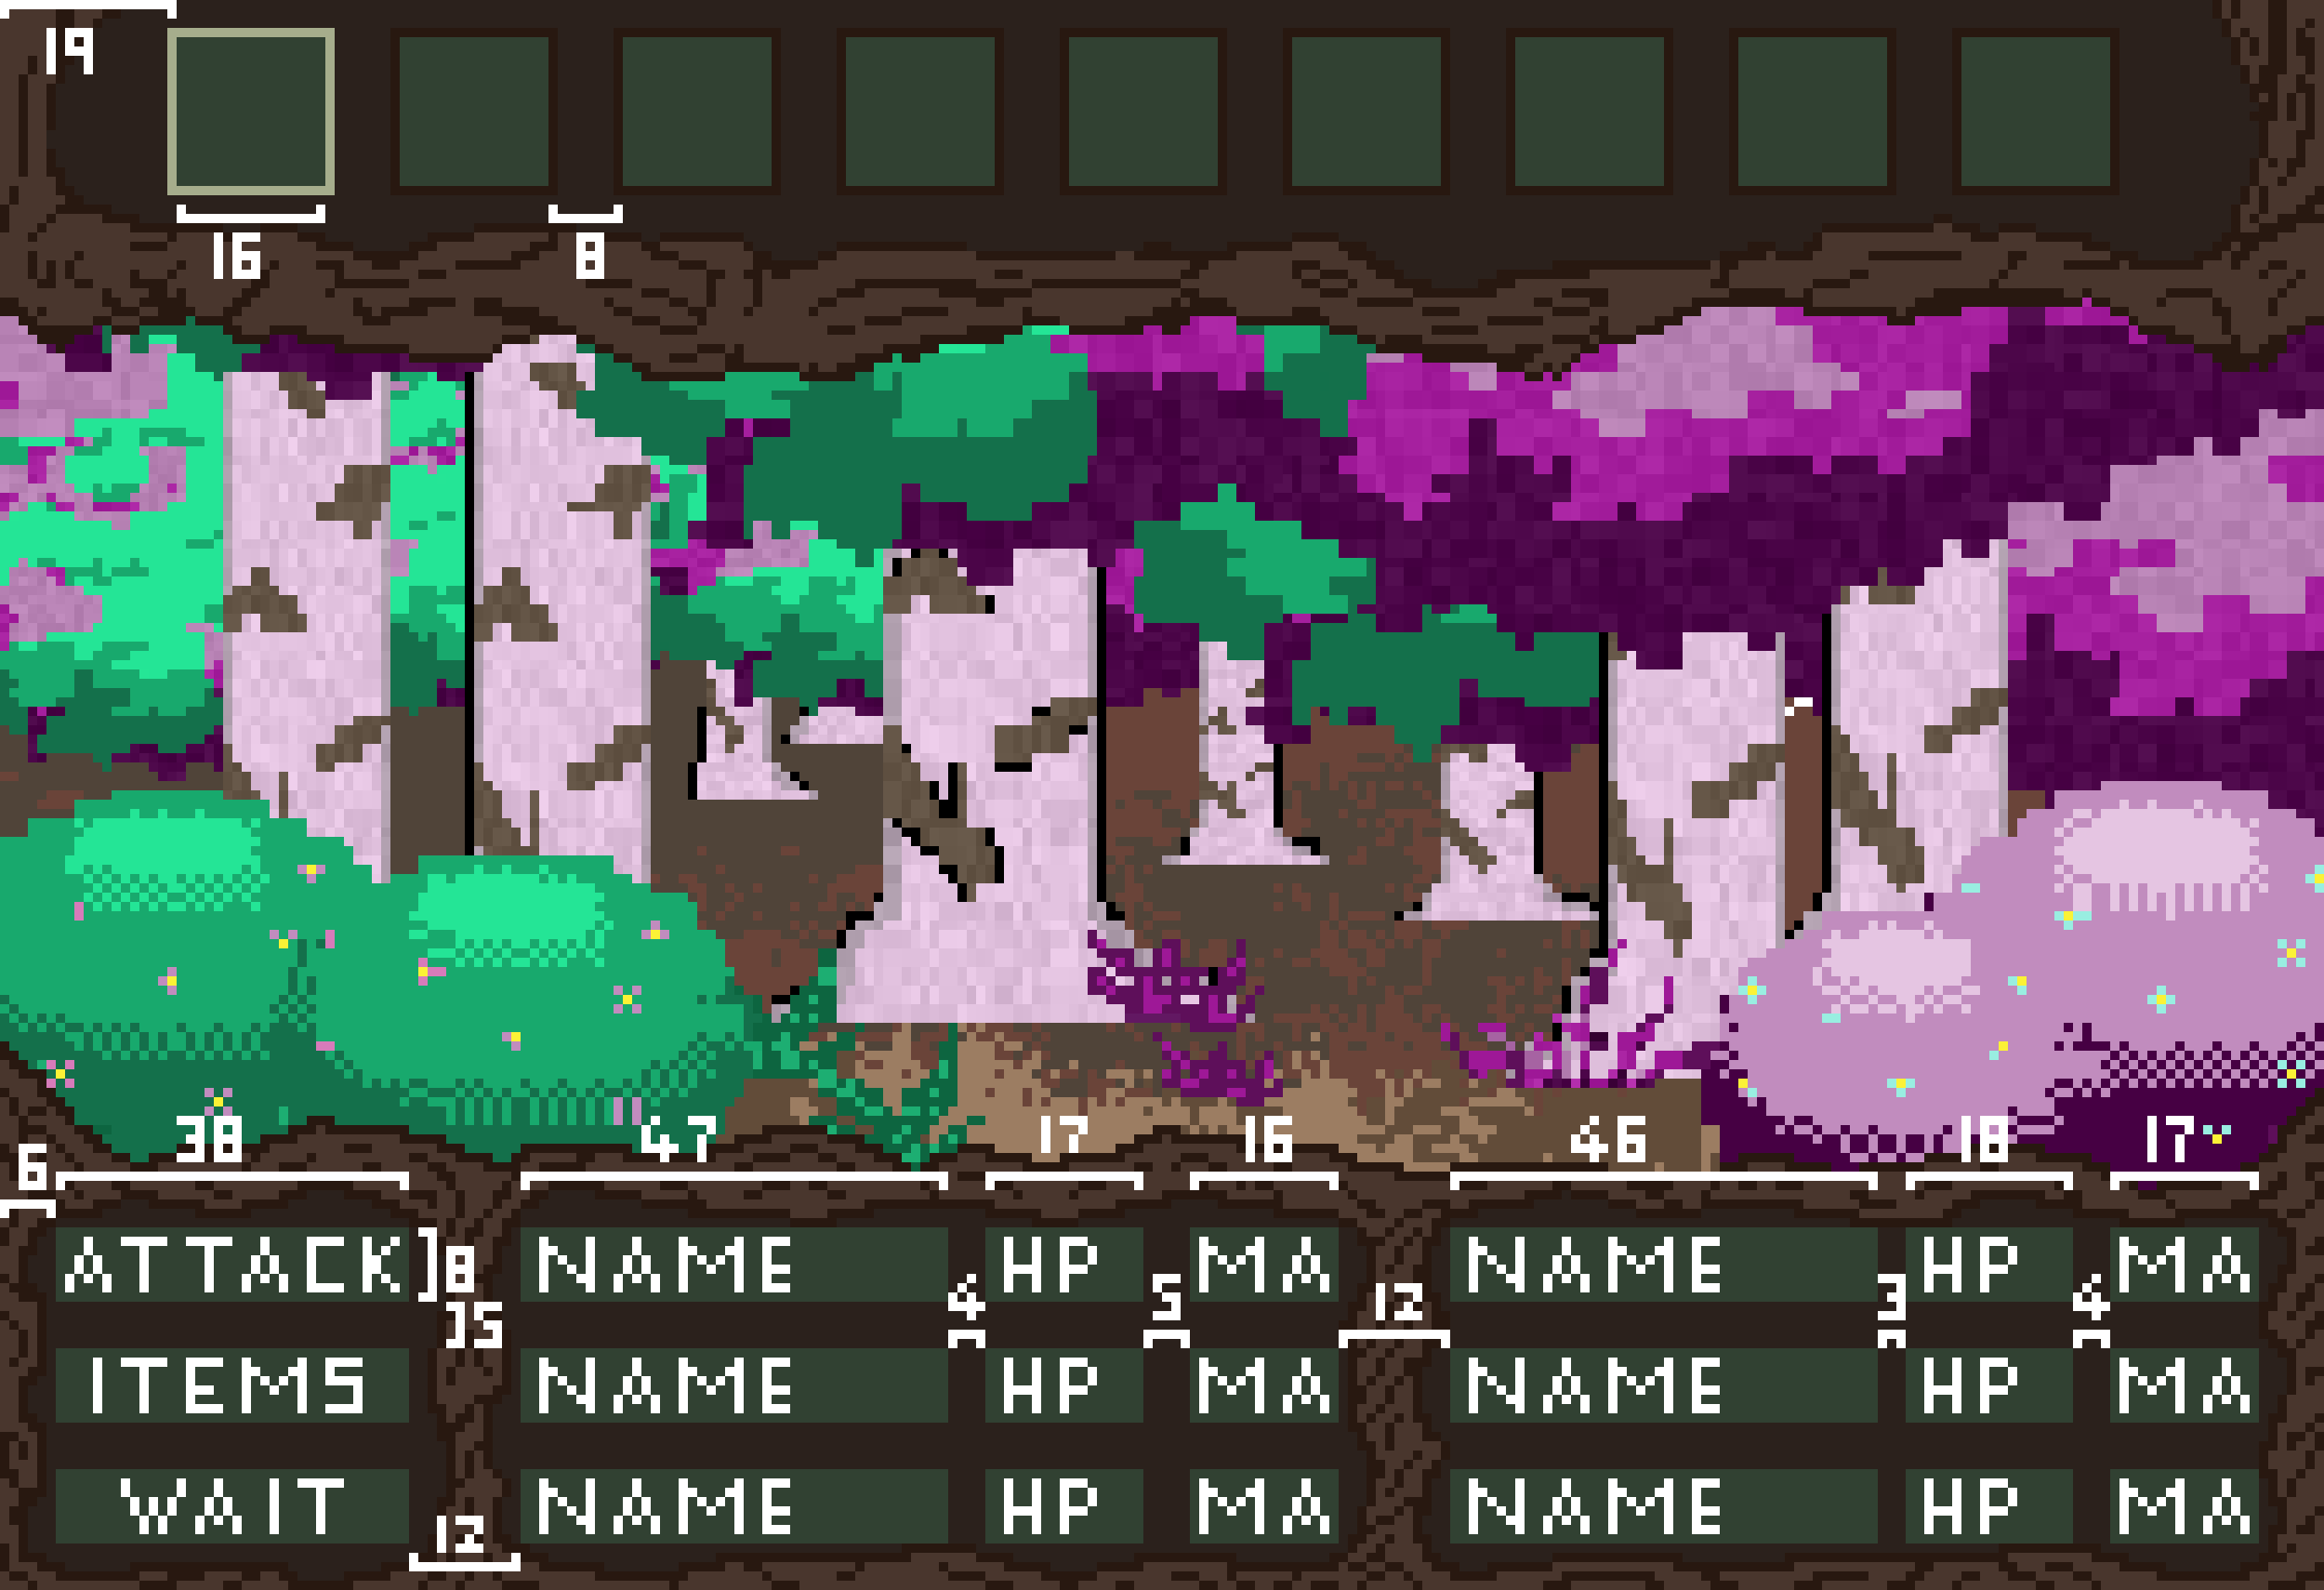 19
16 8
6 38 47 17 16 46 18 17
ATTACK 8 NAME HP MA NAME HP MA
15 4 5 12 3 4
ITEMS NAME HP MA NAME HP MA
WAIT NAME HP MA NAME HP MA
12